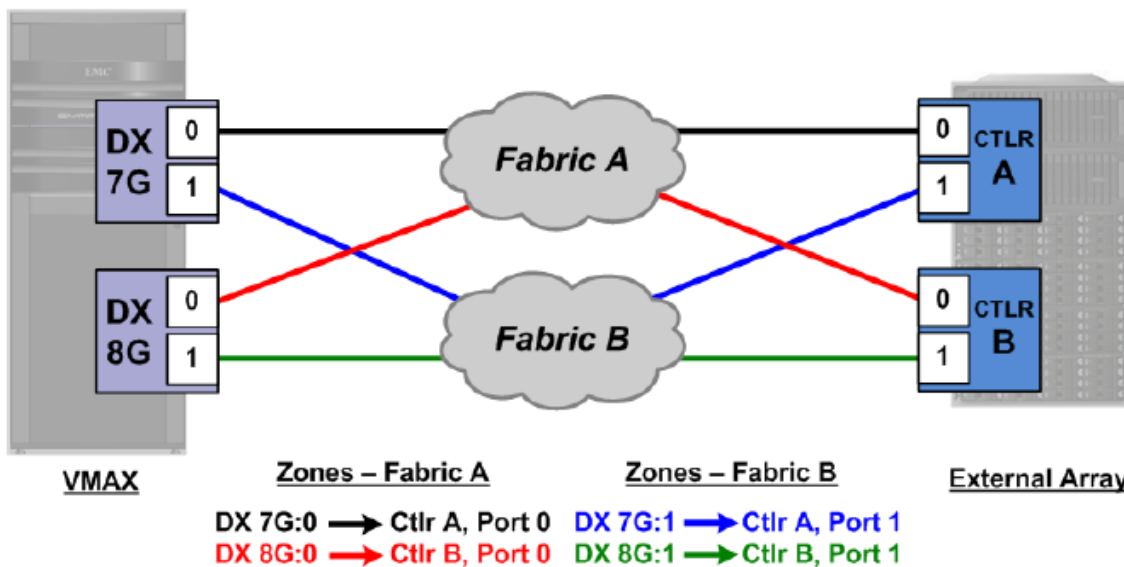 EMC
DX
7G
0
1
Fabric A
0
1
CTLR
A
DX
8G
0
1
Fabric B
0
1
CTLR
B
VMAX
Zones – Fabric A
Zones – Fabric B
External Array
DX 7G:0 Ctlr A, Port 0 DX 7G:1 Ctlr A, Port 1
DX 8G:0 Ctlr B, Port 0 DX 8G:1 Ctlr B, Port 1